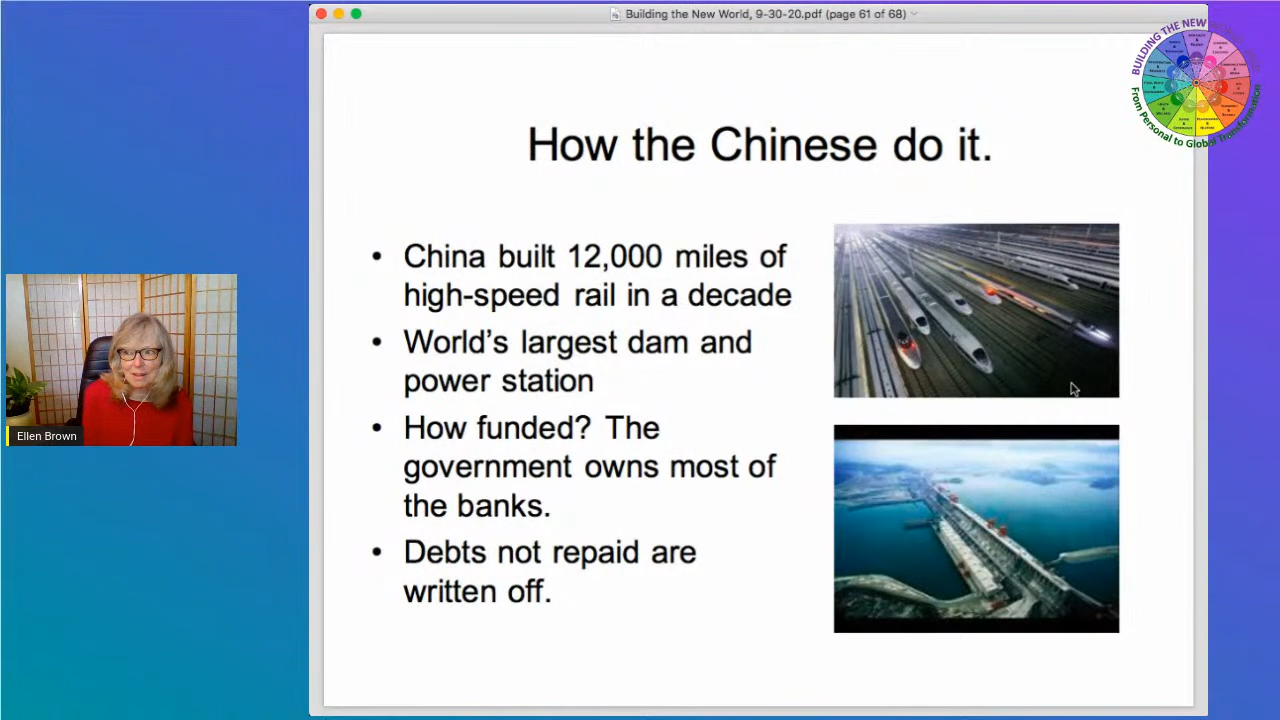 Building the New World, 9-30-20.pdf (page 61 of 68)
BUILDING THE NEW
From Personal to Global Transformation
How the Chinese do it.
• China built 12,000 miles of
high-speed rail in a decade
• World's largest dam and
power station
• How funded? The
government owns most of
the banks.
• Debts not repaid are
written off.
Ellen Brown